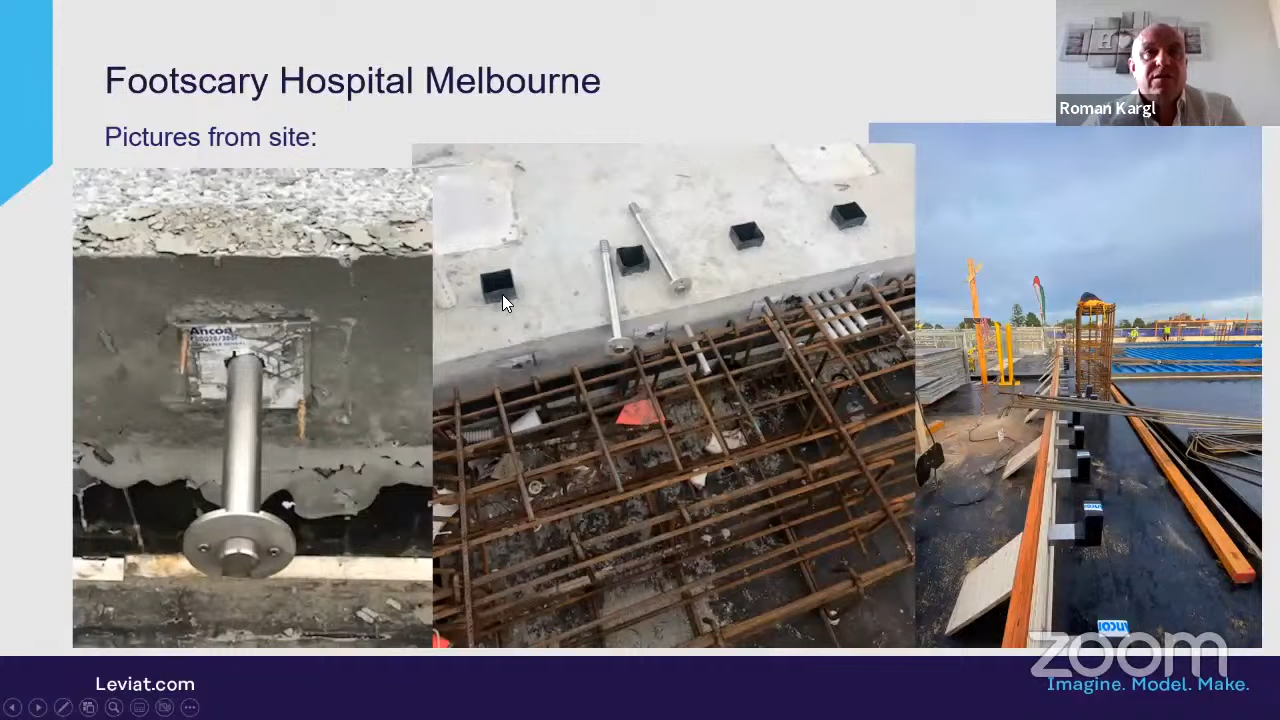 Footscary Hospital Melbourne
Pictures from site:
Roman Kargl
Ancon
Leviat.com
zoom
Imagine. Model. Make.